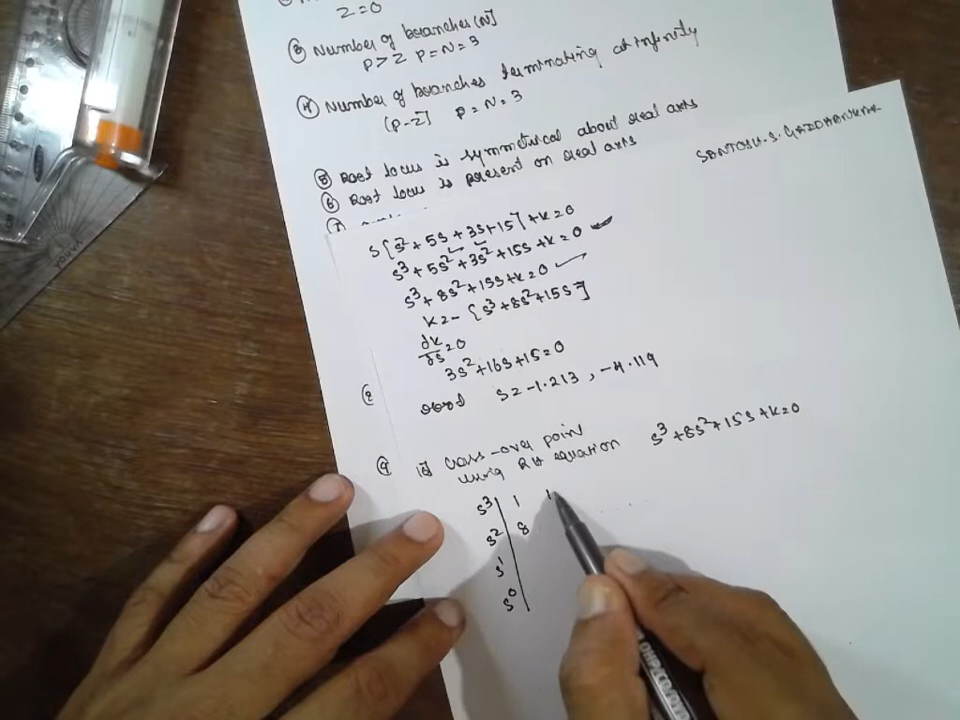 Z=0
③ Number of branches [N]
P>Z P=N=3
④ Number of branches terminating at infinity
[P-Z] P=N=3
⑤ Root locus is symmetrical about real axis
⑥ Root locus is present on real axis
⑦
SANTOSH.S.
s[s²+5s+3s+15]+k=0
s³+5s²+3s²+15s+k=0
s³+8s²+15s+k=0
k=-[s³+8s²+15s]
dk/ds=0
3s²+16s+15=0
s=-1.213, -4.119
Cross-over point
using RH equation s³+8s²+15s+k=0
s³ 1 1
s² 8
s¹
s⁰